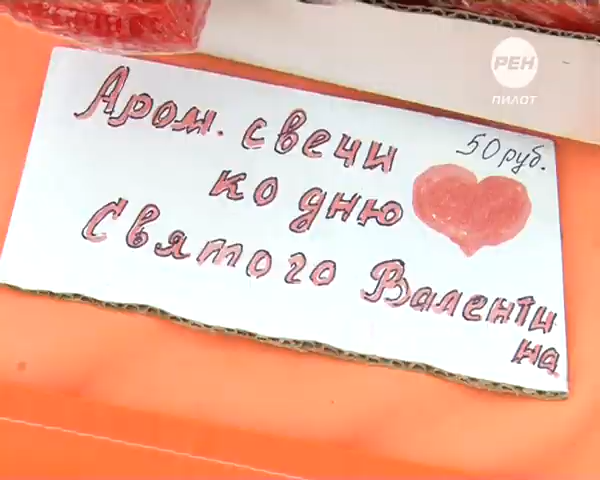 РЕН
ПИЛОТ
50 руб.
Аром. свечи
ко дню
Святого Валенти
на